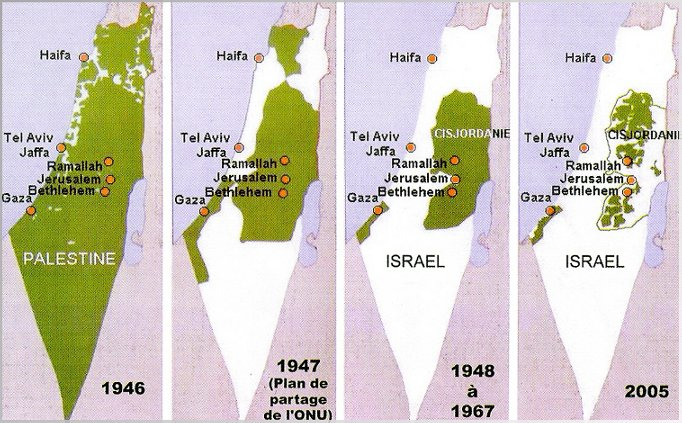 Haifa
Tel Aviv
Jaffa
Ramallah
Jerusalem
Bethlehem
Gaza
PALESTINE
1946
Haifa
Tel Aviv
Jaffa
Ramallah
Jerusalem
Bethlehem
Gaza
1947
(Plan de
partage
de l'ONU)
Haifa
CISJORDANIE
Tel Aviv
Jaffa
Ramallah
Jerusalem
Bethlehem
Gaza
ISRAEL
1948
à
1967
Haifa
CISJORDANIE
Tel Aviv
Jaffa
Ramallah
Jerusalem
Bethlehem
Gaza
ISRAEL
2005